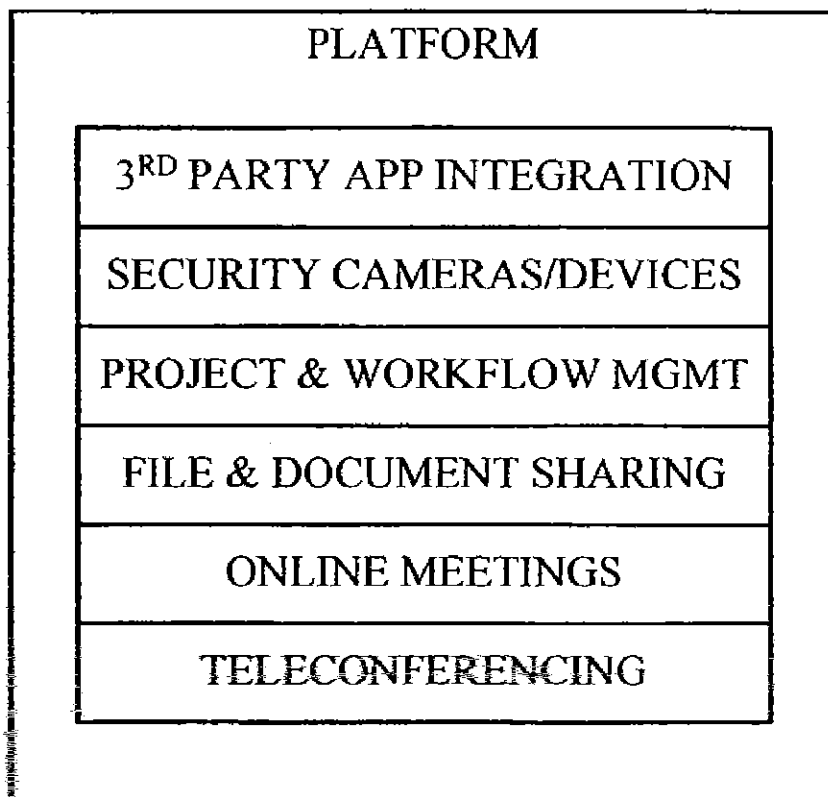 PLATFORM
3RD PARTY APP INTEGRATION
SECURITY CAMERAS/DEVICES
PROJECT & WORKFLOW MGMT
FILE & DOCUMENT SHARING
ONLINE MEETINGS
TELECONFERENCING